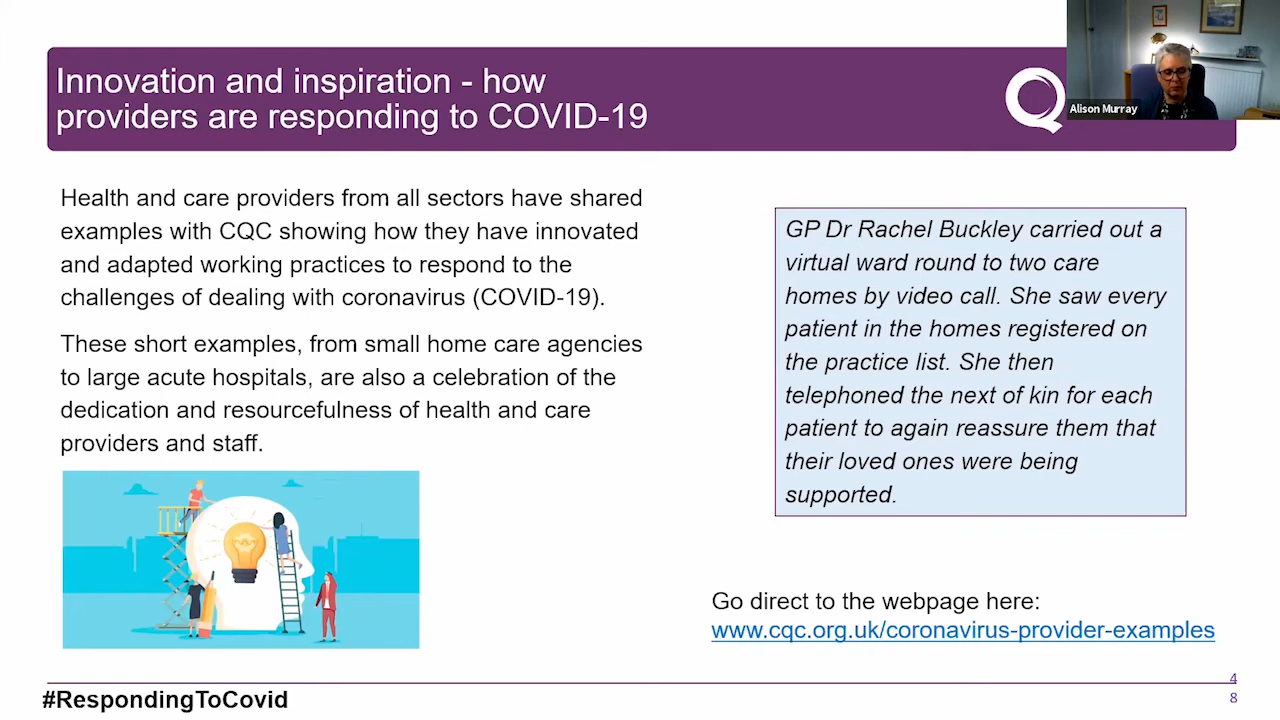 Innovation and inspiration - how
providers are responding to COVID-19
Alison Murray
Health and care providers from all sectors have shared
examples with CQC showing how they have innovated
and adapted working practices to respond to the
challenges of dealing with coronavirus (COVID-19).
These short examples, from small home care agencies
to large acute hospitals, are also a celebration of the
dedication and resourcefulness of health and care
providers and staff.
GP Dr Rachel Buckley carried out a
virtual ward round to two care
homes by video call. She saw every
patient in the homes registered on
the practice list. She then
telephoned the next of kin for each
patient to again reassure them that
their loved ones were being
supported.
Go direct to the webpage here:
www.cqc.org.uk/coronavirus-provider-examples
#RespondingToCovid
4
8